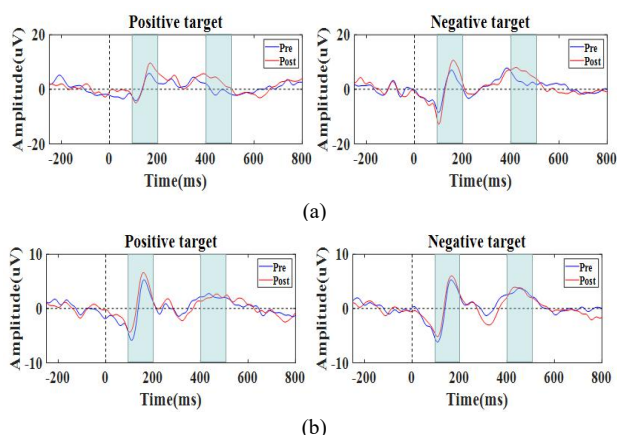 Positive target
Negative target
Amplitude(uV)
20
0
-20
-200 0 200 400 600 800
Time(ms)
Pre
Post
Amplitude(uV)
20
0
-20
-200 0 200 400 600 800
Time(ms)
Pre
Post
(a)
Positive target
Negative target
Amplitude(uV)
10
0
-10
-200 0 200 400 600 800
Time(ms)
Pre
Post
Amplitude(uV)
10
0
-10
-200 0 200 400 600 800
Time(ms)
Pre
Post
(b)